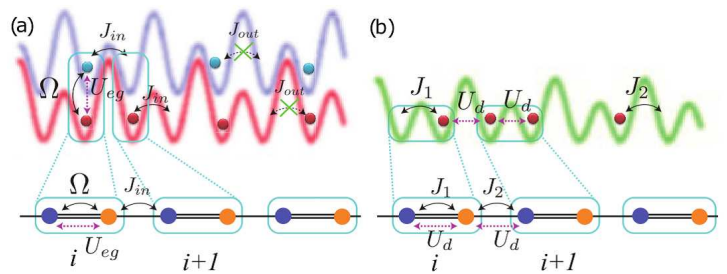 (a)
J_in
J_out
Ω
U_eg
J_in
J_out
Ω
J_in
U_eg
i
i+1
(b)
J_1
U_d
U_d
J_2
J_1
J_2
U_d
U_d
i
i+1